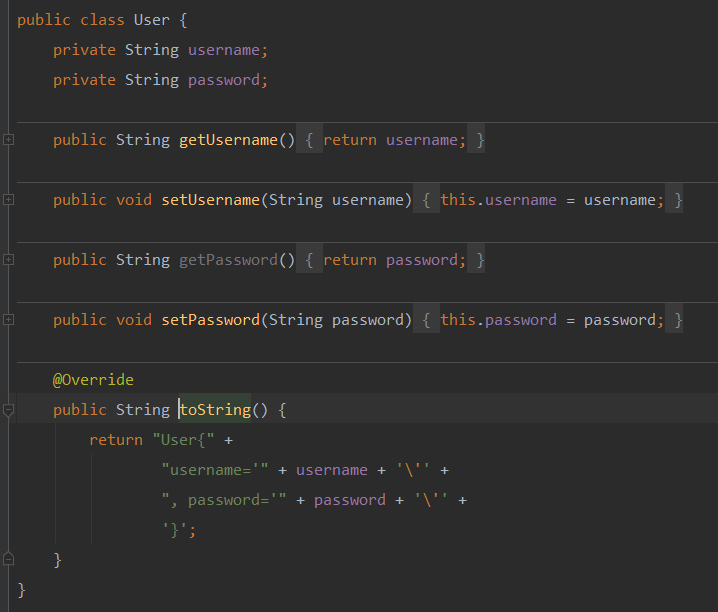 public class User {
private String username;
private String password;
public String getUsername() { return username; }
public void setUsername(String username) { this.username = username; }
public String getPassword() { return password; }
public void setPassword(String password) { this.password = password; }
@Override
public String toString() {
return "User{" +
"username='" + username + '\'' +
", password='" + password + '\'' +
'}';
}
}